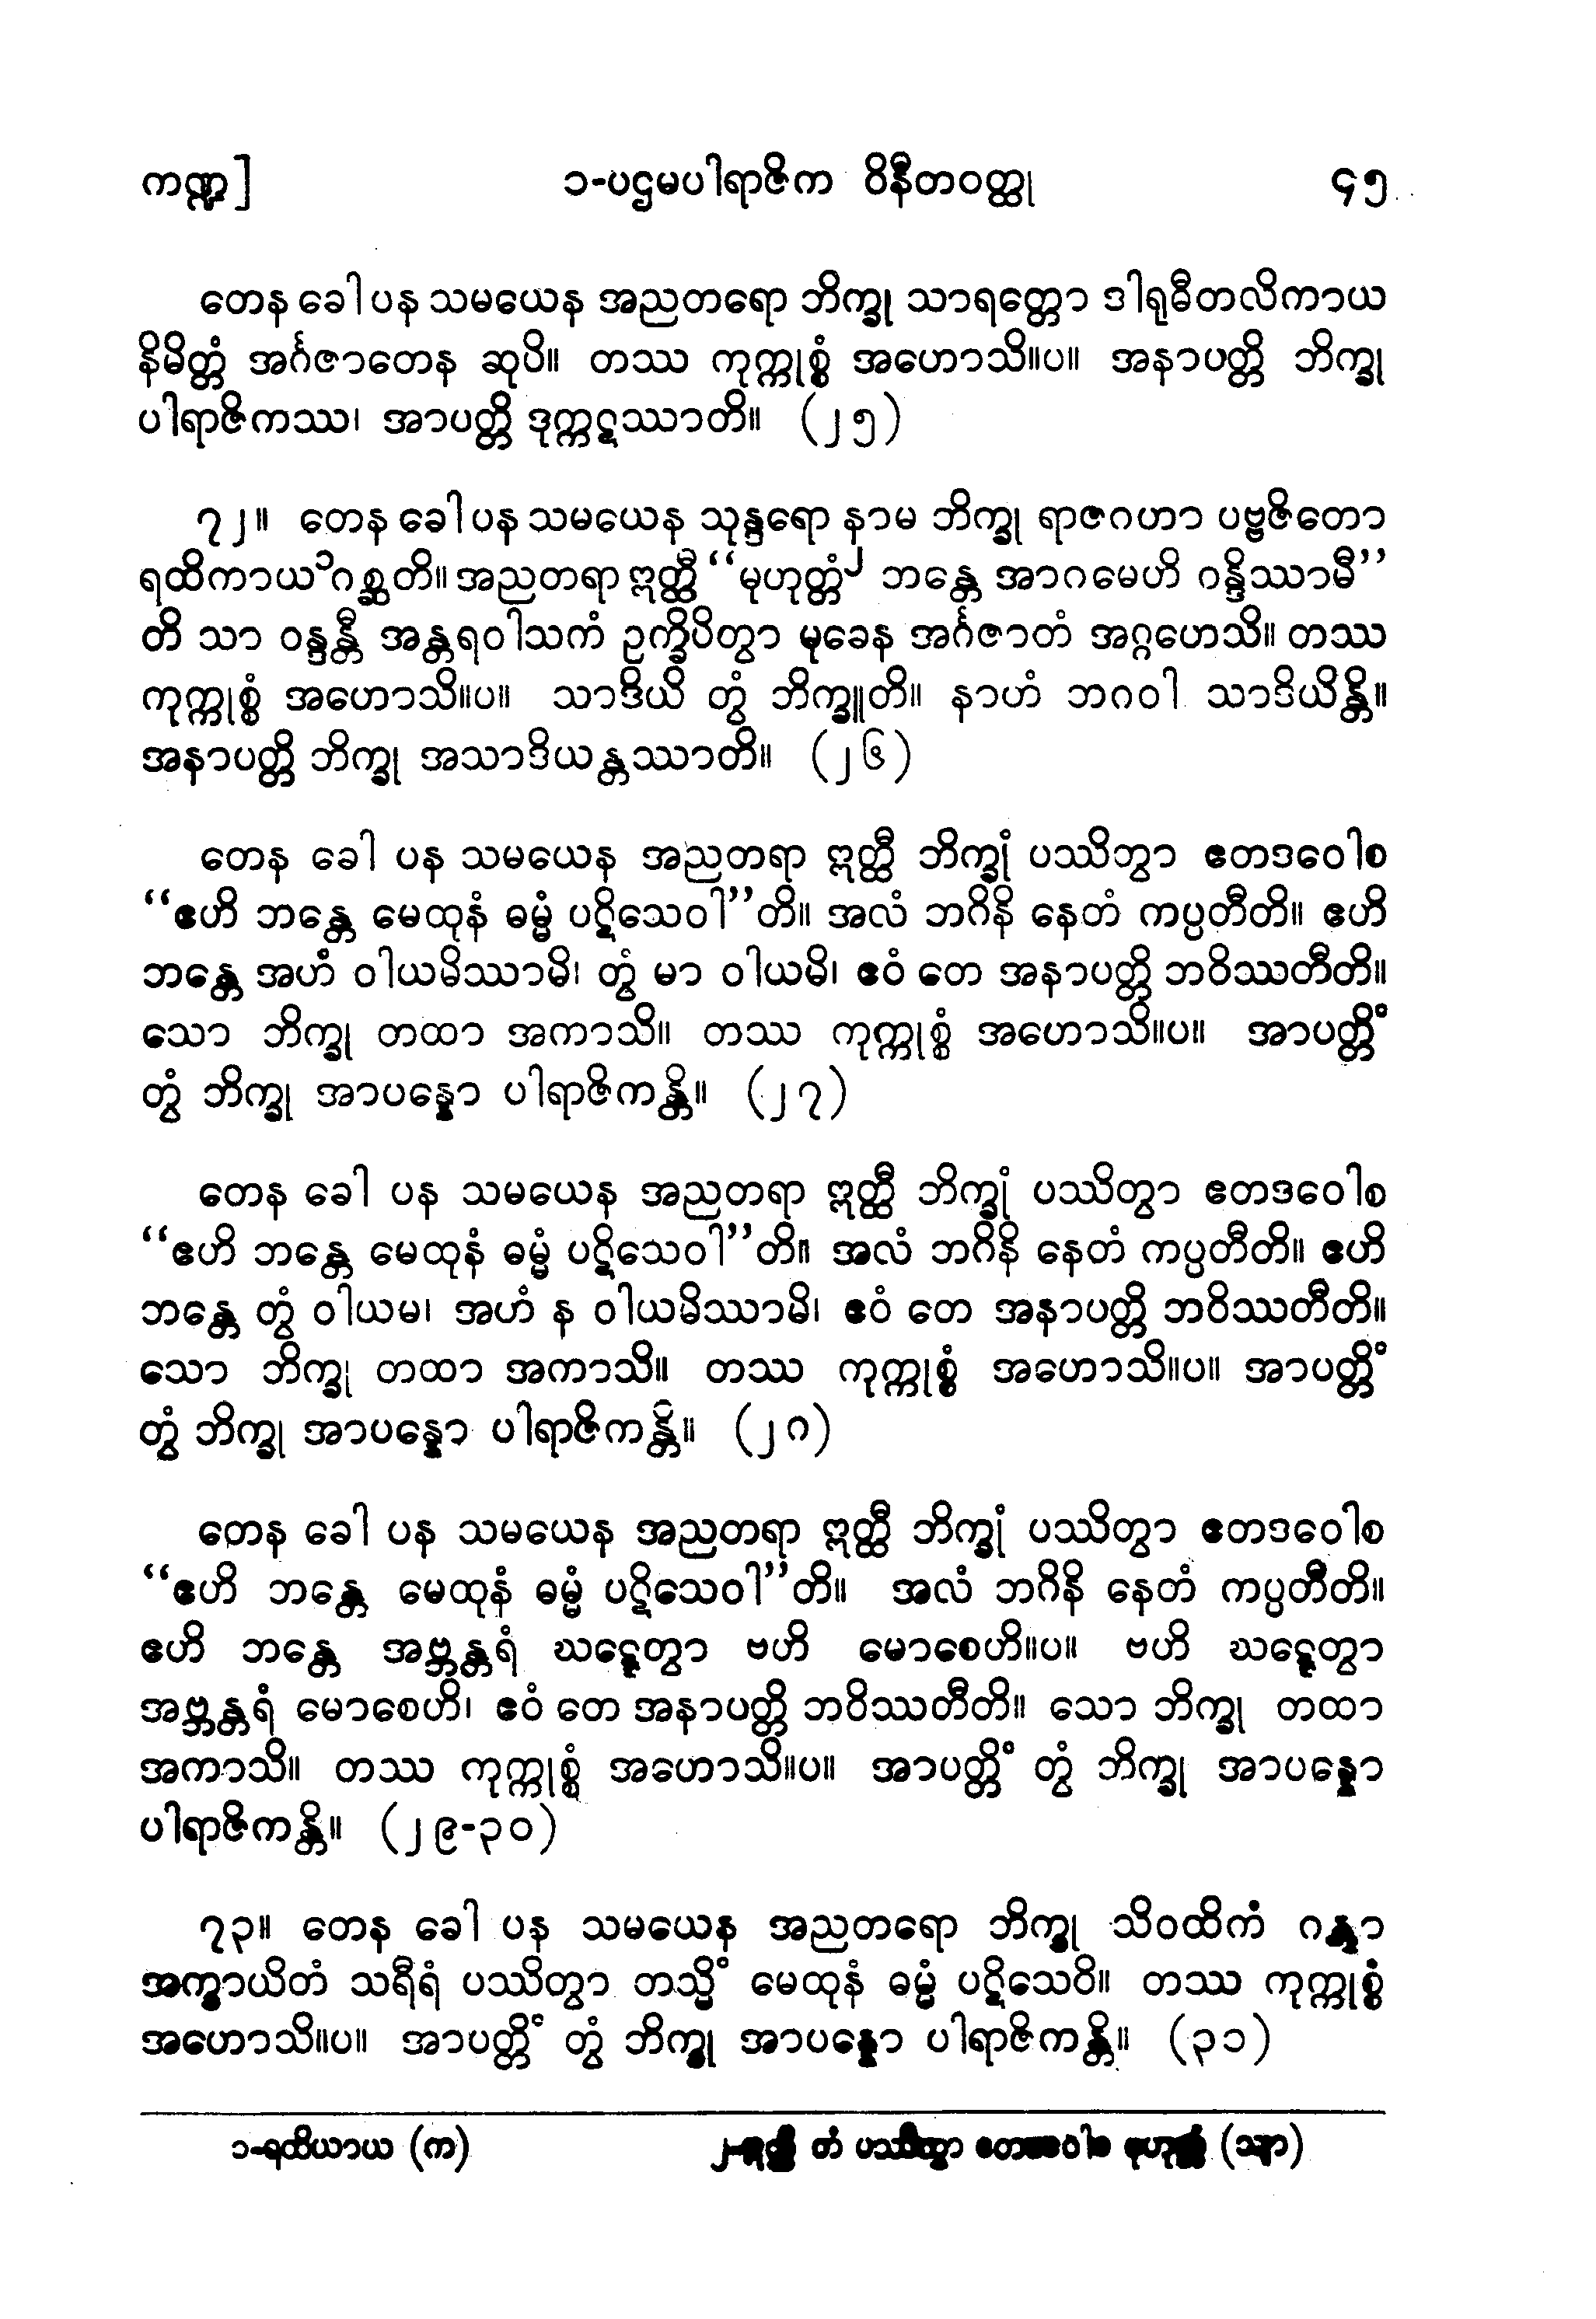 ကဏ္ဍ] ၁-ပဌမပါရာဇိက ဝိနီတဝတ္ထု ၄၅
တေန ခေါ ပန သမယေန အညတရော ဘိက္ခု သာရတ္တော ဒါရုဓီတလိကာယ
နိမိတ္တံ အင်္ဂဇာတေန ဆုပိ။ တဿ ကုက္ကုစ္စံ အဟောသိ။ပ။ အနာပတ္တိ ဘိက္ခု
ပါရာဇိကဿ၊ အာပတ္တိ ဒုက္ကဋဿာတိ။ (၂၅)
၇၂။ တေန ခေါ ပန သမယေန သုန္ဒရော နာမ ဘိက္ခု ရာဇဂဟာ ပဗ္ဗဇိတော
ရထိကာယ ၁ ဂစ္ဆတိ။ အညတရာ ဣတ္ထီ “မုဟုတ္တံ ၂ ဘန္တေ အာဂမေဟိ ဂန္ဒိဿာမီ”
တိ သာ ဝန္ဒန္တီ အန္တရဝါသကံ ဥက္ခိပိတွာ မုခေန အင်္ဂဇာတံ အဂ္ဂဟေသိ။ တဿ
ကုက္ကုစ္စံ အဟောသိ။ပ။ သာဒိယိ တွံ ဘိက္ခူတိ။ နာဟံ ဘဂဝါ သာဒိယိန္တိ။
အနာပတ္တိ ဘိက္ခု အသာဒိယန္တဿာတိ။ (၂၆)
တေန ခေါ ပန သမယေန အညတရာ ဣတ္ထီ ဘိက္ခုံ ပဿိတွာ ဧတဒဝေါစ
“ဧဟိ ဘန္တေ မေထုနံ ဓမ္မံ ပဋိသေဝါ”တိ။ အလံ ဘဂိနိ နေတံ ကပ္ပတီတိ။ ဧဟိ
ဘန္တေ အဟံ ဝါယမိဿာမိ၊ တွံ မာ ဝါယမိ၊ ဧဝံ တေ အနာပတ္တိ ဘဝိဿတီတိ။
သော ဘိက္ခု တထာ အကာသိ။ တဿ ကုက္ကုစ္စံ အဟောသိ။ပ။ အာပတ္တိံ
တွံ ဘိက္ခု အာပန္နော ပါရာဇိကန္တိ။ (၂၇)
တေန ခေါ ပန သမယေန အညတရာ ဣတ္ထီ ဘိက္ခုံ ပဿိတွာ ဧတဒဝေါစ
“ဧဟိ ဘန္တေ မေထုနံ ဓမ္မံ ပဋိသေဝါ”တိ။ အလံ ဘဂိနိ နေတံ ကပ္ပတီတိ။ ဧဟိ
ဘန္တေ တွံ ဝါယမ၊ အဟံ န ဝါယမိဿာမိ၊ ဧဝံ တေ အနာပတ္တိ ဘဝိဿတီတိ။
သော ဘိက္ခု တထာ အကာသိ။ တဿ ကုက္ကုစ္စံ အဟောသိ။ပ။ အာပတ္တိံ
တွံ ဘိက္ခု အာပန္နော ပါရာဇိကန္တိ။ (၂၈)
တေန ခေါ ပန သမယေန အညတရာ ဣတ္ထီ ဘိက္ခုံ ပဿိတွာ ဧတဒဝေါစ
“ဧဟိ ဘန္တေ မေထုနံ ဓမ္မံ ပဋိသေဝါ”တိ။ အလံ ဘဂိနိ နေတံ ကပ္ပတီတိ။
ဧဟိ ဘန္တေ အဗ္ဘန္တရံ ဃဋ္ဋေတွာ ဗဟိ မောစေဟိ။ပ။ ဗဟိ ဃဋ္ဋေတွာ
အဗ္ဘန္တရံ မောစေဟိ၊ ဧဝံ တေ အနာပတ္တိ ဘဝိဿတီတိ။ သော ဘိက္ခု တထာ
အကာသိ။ တဿ ကုက္ကုစ္စံ အဟောသိ။ပ။ အာပတ္တိံ တွံ ဘိက္ခု အာပန္နော
ပါရာဇိကန္တိ။ (၂၉-၃၀)
၇၃။ တေန ခေါ ပန သမယေန အညတရော ဘိက္ခု သိဝထိကံ ဂန္တွာ
အက္ခာယိတံ သရီရံ ပဿိတွာ တသ္မိံ မေထုနံ ဓမ္မံ ပဋိသေဝိ။ တဿ ကုက္ကုစ္စံ
အဟောသိ။ပ။ အာပတ္တိံ တွံ ဘိက္ခု အာပန္နော ပါရာဇိကန္တိ။ (၃၁)
၁-ရထိယာယ (က) ၂- တံ ပဿိတွာ (သျာ)